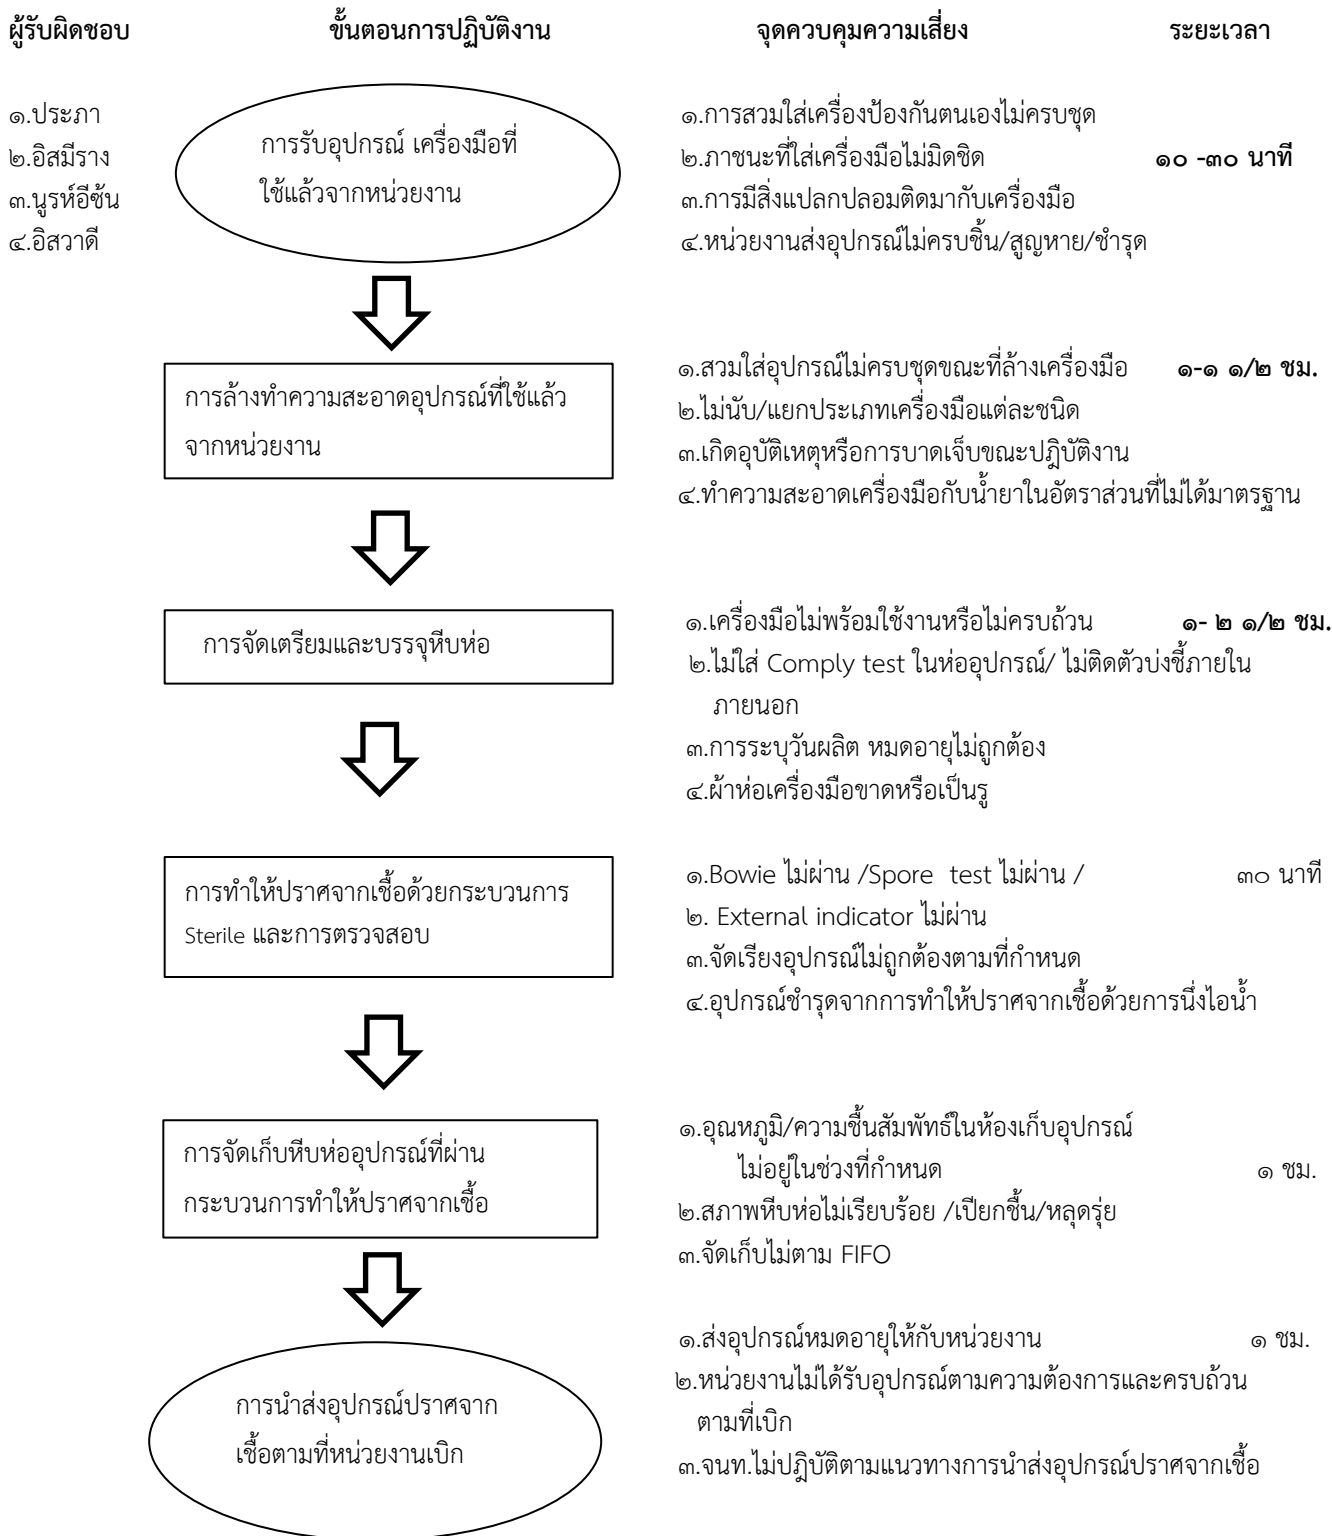 ผู้รับผิดชอบ ขั้นตอนการปฏิบัติงาน จุดควบคุมความเสี่ยง ระยะเวลา
๑.ประภา
๒.อิสมีราง
๓.นูรห์อีซ้น
๔.อิสวาดี
การรับอุปกรณ์ เครื่องมือที่
ใช้แล้วจากหน่วยงาน
๑.การสวมใส่เครื่องป้องกันตนเองไม่ครบชุด
๒.ภาชนะที่ใส่เครื่องมือไม่มิดชิด ๑๐ -๓๐ นาที
๓.การมีสิ่งแปลกปลอมติดมากับเครื่องมือ
๔.หน่วยงานส่งอุปกรณ์ไม่ครบชิ้น/สูญหาย/ชำรุด
การล้างทำความสะอาดอุปกรณ์ที่ใช้แล้ว
จากหน่วยงาน
๑.สวมใส่อุปกรณ์ไม่ครบชุดขณะที่ล้างเครื่องมือ ๑-๑ ๑/๒ ชม.
๒.ไม่นับ/แยกประเภทเครื่องมือแต่ละชนิด
๓.เกิดอุบัติเหตุหรือการบาดเจ็บขณะปฎิบัติงาน
๔.ทำความสะอาดเครื่องมือกับน้ำยาในอัตราส่วนที่ไม่ได้มาตรฐาน
การจัดเตรียมและบรรจุหีบห่อ
๑.เครื่องมือไม่พร้อมใช้งานหรือไม่ครบถ้วน ๑- ๒ ๑/๒ ชม.
๒.ไม่ใส่ Comply test ในห่ออุปกรณ์/ ไม่ติดตัวบ่งชี้ภายใน
ภายนอก
๓.การระบุวันผลิต หมดอายุไม่ถูกต้อง
๔.ผ้าห่อเครื่องมือขาดหรือเป็นรู
การทำให้ปราศจากเชื้อด้วยกระบวนการ
Sterile และการตรวจสอบ
๑.Bowie ไม่ผ่าน /Spore test ไม่ผ่าน / ๓๐ นาที
๒. External indicator ไม่ผ่าน
๓.จัดเรียงอุปกรณ์ไม่ถูกต้องตามที่กำหนด
๔.อุปกรณ์ชำรุดจากการทำให้ปราศจากเชื้อด้วยการนึ่งไอน้ำ
การจัดเก็บหีบห่ออุปกรณ์ที่ผ่าน
กระบวนการทำให้ปราศจากเชื้อ
๑.อุณหภูมิ/ความชื้นสัมพัทธ์ในห้องเก็บอุปกรณ์
ไม่อยู่ในช่วงที่กำหนด ๑ ชม.
๒.สภาพหีบห่อไม่เรียบร้อย /เปียกชื้น/หลุดรุ่ย
๓.จัดเก็บไม่ตาม FIFO
การนำส่งอุปกรณ์ปราศจาก
เชื้อตามที่หน่วยงานเบิก
๑.ส่งอุปกรณ์หมดอายุให้กับหน่วยงาน ๑ ชม.
๒.หน่วยงานไม่ได้รับอุปกรณ์ตามความต้องการและครบถ้วน
ตามที่เบิก
๓.จนท.ไม่ปฎิบัติตามแนวทางการนำส่งอุปกรณ์ปราศจากเชื้อ